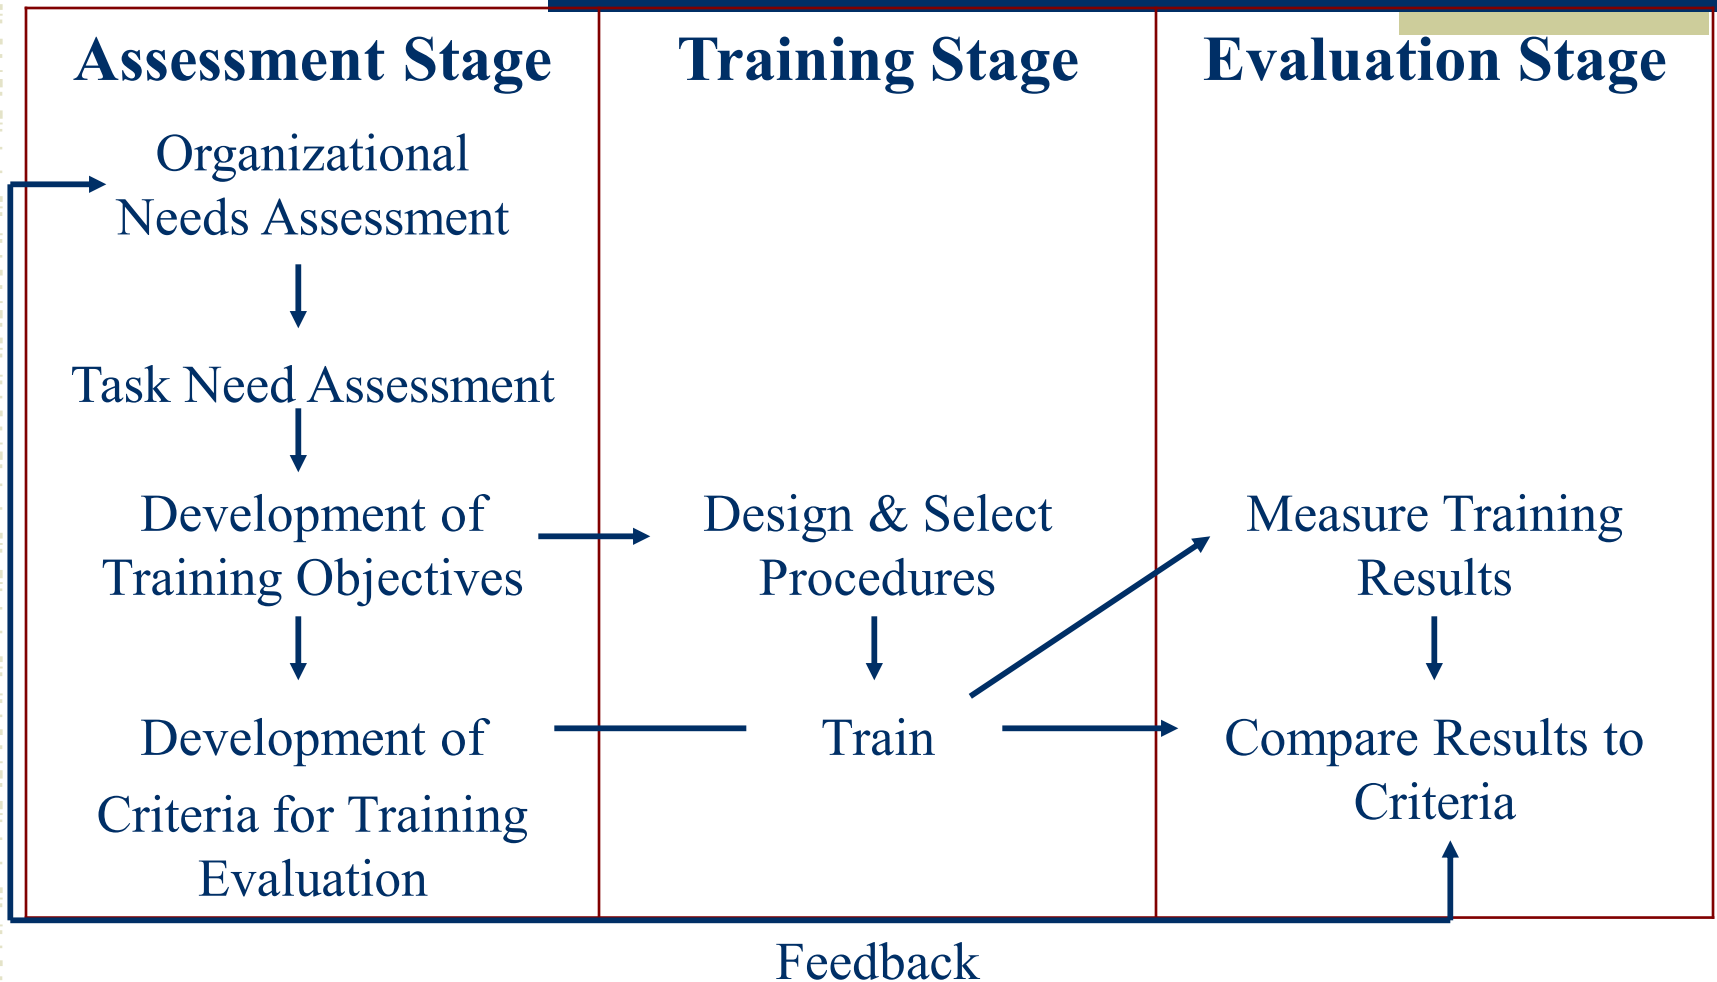 Assessment Stage
Organizational
Needs Assessment
Task Need Assessment
Development of
Training Objectives
Development of
Criteria for Training
Evaluation
Training Stage
Design & Select
Procedures
Train
Evaluation Stage
Measure Training
Results
Compare Results to
Criteria
Feedback